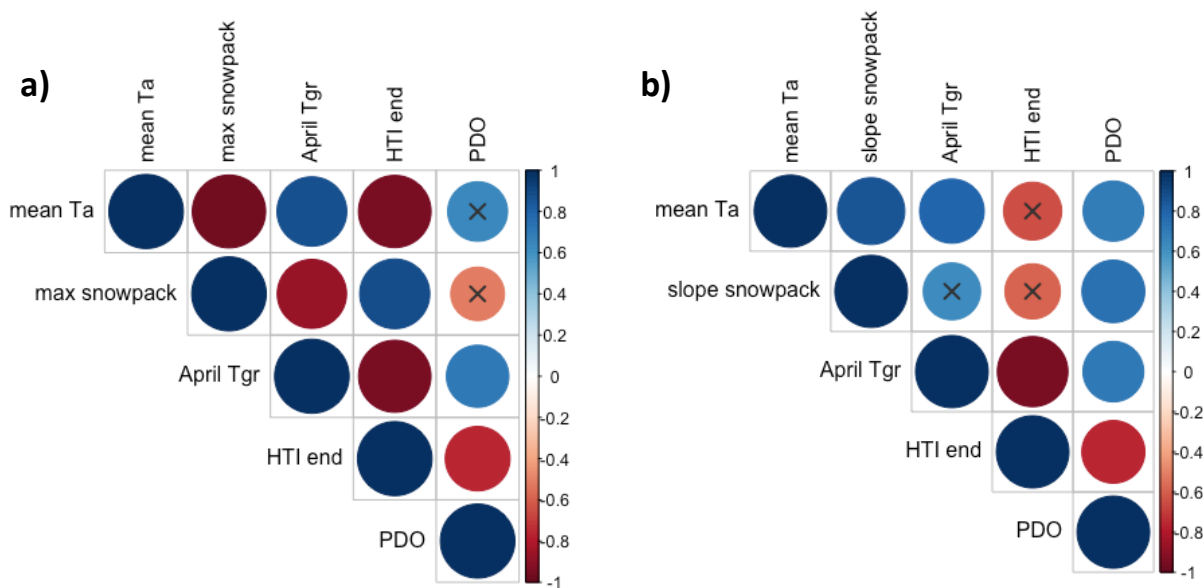 a)
mean Ta
max snowpack
April Tgr
HTI end
PDO
mean Ta
max snowpack
April Tgr
HTI end
PDO
1
0.8
0.6
0.4
0.2
0
-0.2
-0.4
-0.6
-0.8
-1
b)
mean Ta
slope snowpack
April Tgr
HTI end
PDO
mean Ta
slope snowpack
April Tgr
HTI end
PDO
1
0.8
0.6
0.4
0.2
0
-0.2
-0.4
-0.6
-0.8
-1